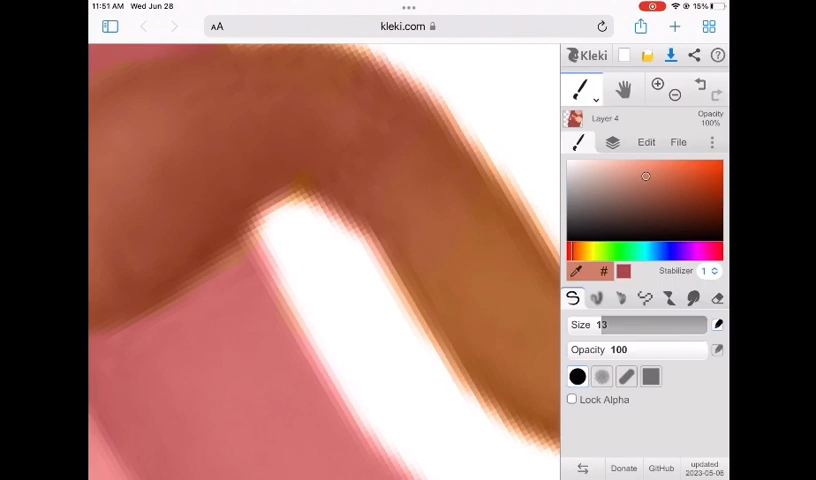 11:51 AM Wed Jun 28
15%
AA
kleki.com
Kleki
Layer 4
Opacity
100%
Edit File
#
Stabilizer 1
Size 13
Opacity 100
Lock Alpha
Donate
GitHub
updated
2023-05-06